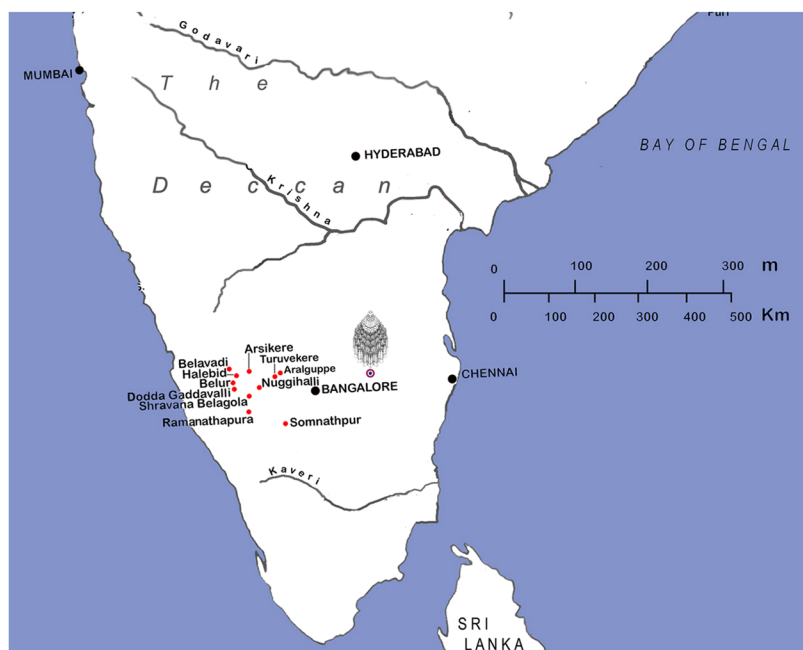 Puri
Godavari
MUMBAI
The
HYDERABAD
BAY OF BENGAL
Deccan
Krishna
0 100 200 300 m
0 100 200 300 400 500 Km
Arsikere
Belavadi
Turuvekere
Halebid
Aralguppe
Belur
Nuggihalli
CHENNAI
Dodda Gaddavalli
BANGALORE
Shravana Belagola
Ramanathapura
Somnathpur
Kaveri
SRI
LANKA